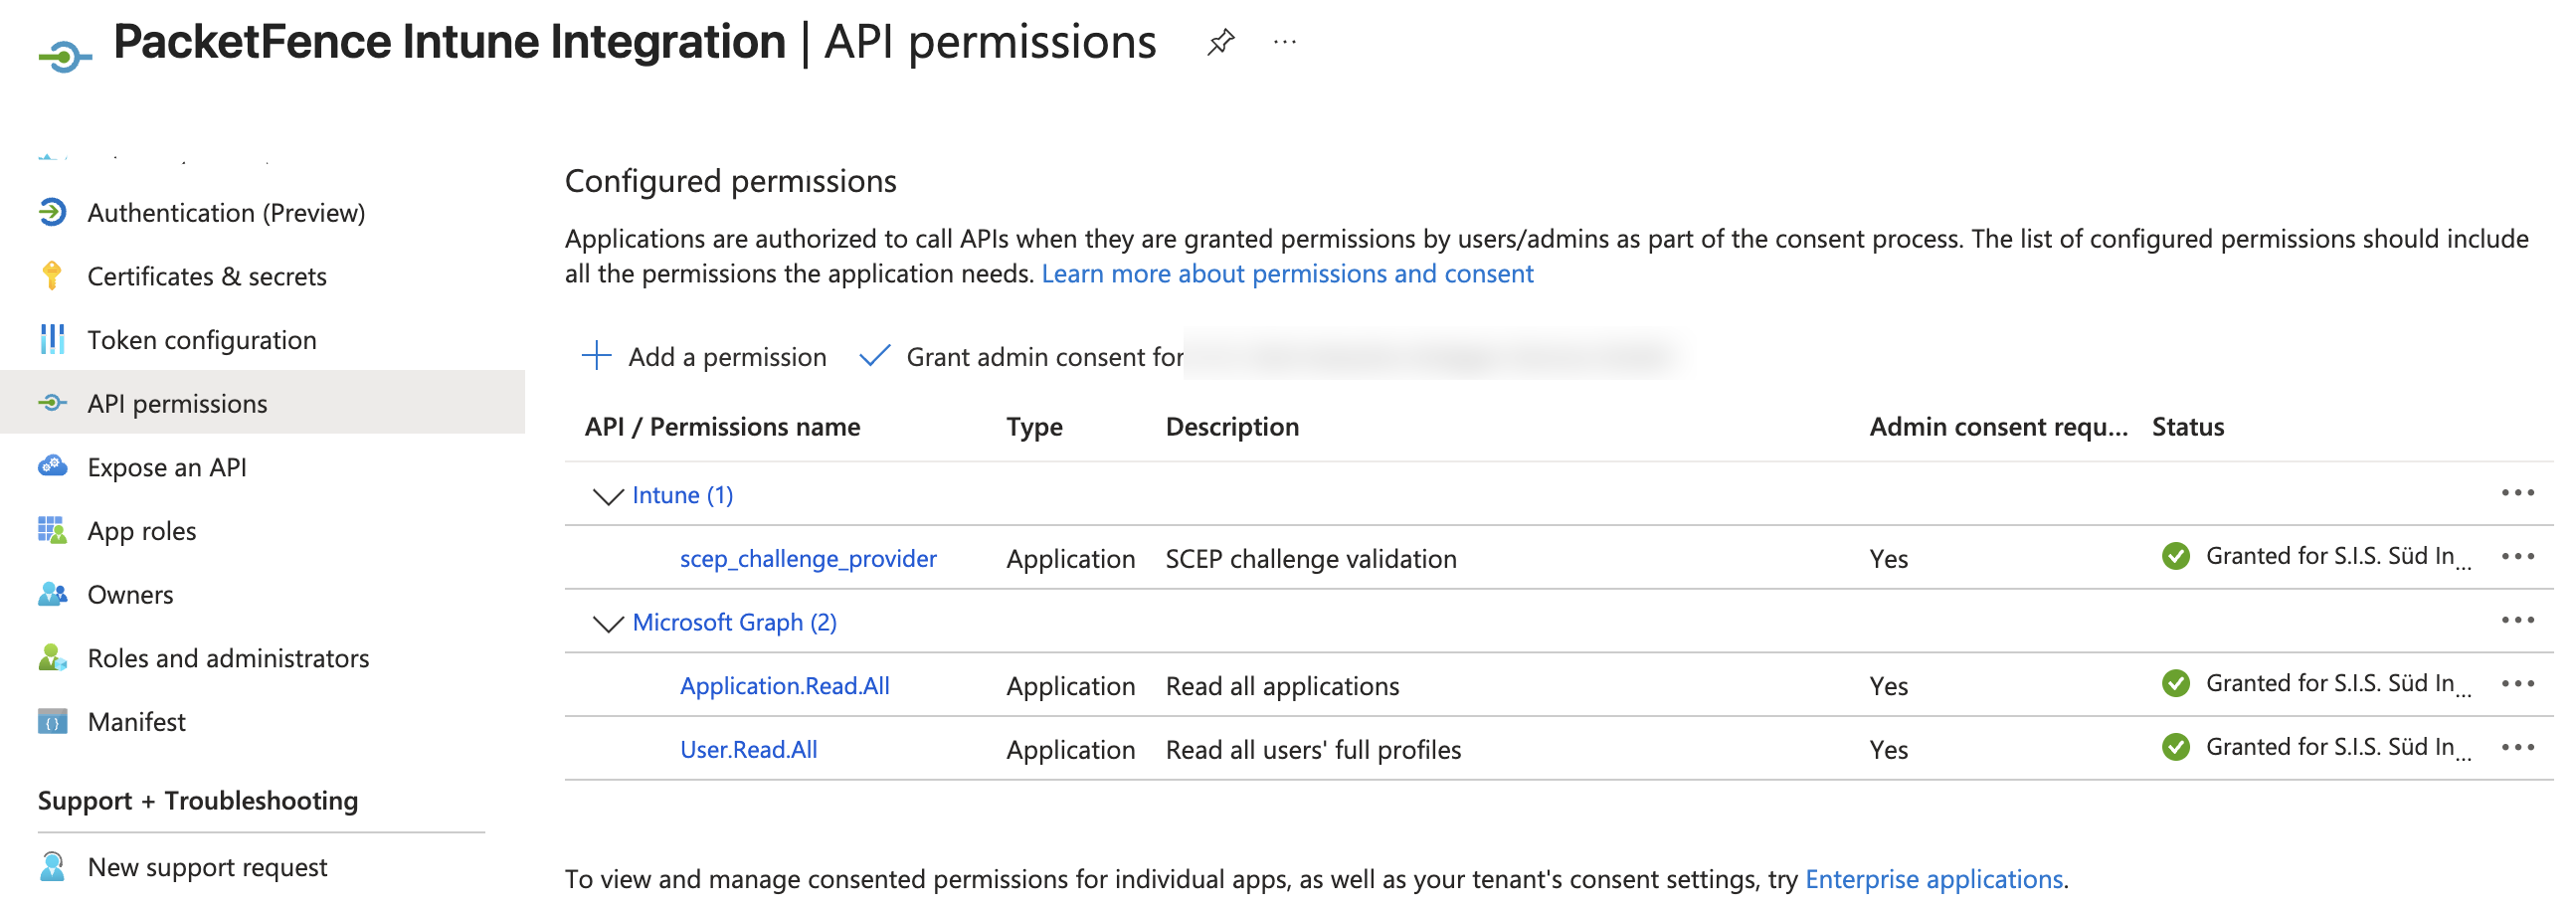 PacketFence Intune Integration | API permissions
Authentication (Preview)
Certificates & secrets
Token configuration
API permissions
Expose an API
App roles
Owners
Roles and administrators
Manifest
Support + Troubleshooting
New support request
Configured permissions
Applications are authorized to call APIs when they are granted permissions by users/admins as part of the consent process. The list of configured permissions should include
all the permissions the application needs. Learn more about permissions and consent
Add a permission Grant admin consent for
API / Permissions name Type Description Admin consent requ... Status
Intune (1)
scep_challenge_provider Application SCEP challenge validation Yes Granted for S.I.S. Süd In...
Microsoft Graph (2)
Application.Read.All Application Read all applications Yes Granted for S.I.S. Süd In...
User.Read.All Application Read all users' full profiles Yes Granted for S.I.S. Süd In...
To view and manage consented permissions for individual apps, as well as your tenant's consent settings, try Enterprise applications.